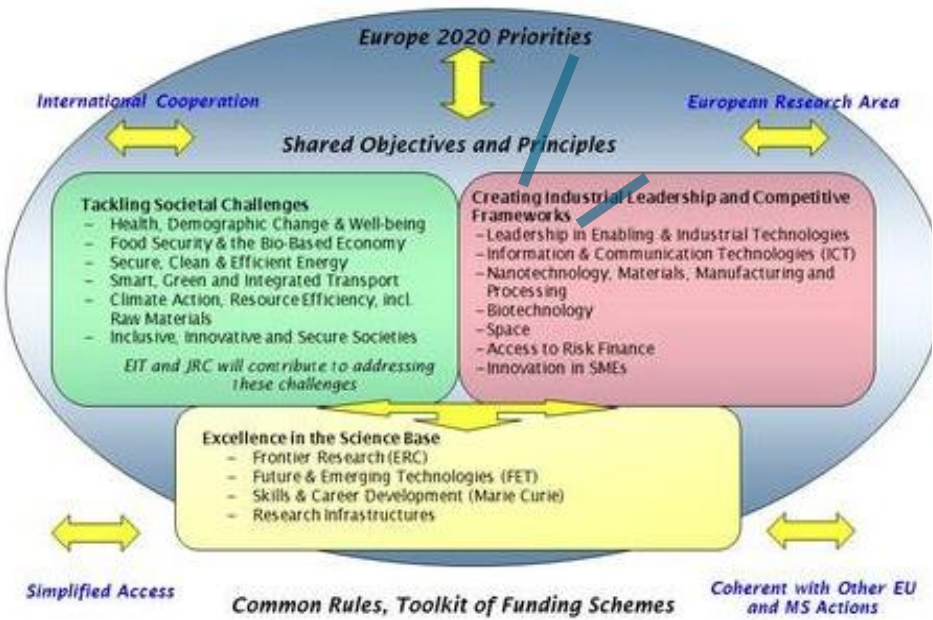 Europe 2020 Priorities
International Cooperation
European Research Area
Shared Objectives and Principles
Tackling Societal Challenges
– Health, Demographic Change & Well-being
– Food Security & the Bio-Based Economy
– Secure, Clean & Efficient Energy
– Smart, Green and Integrated Transport
– Climate Action, Resource Efficiency, incl.
Raw Materials
– Inclusive, Innovative and Secure Societies
EIT and JRC will contribute to addressing
these challenges
Creating Industrial Leadership and Competitive
Frameworks
– Leadership in Enabling & Industrial Technologies
– Information & Communication Technologies (ICT)
– Nanotechnology, Materials, Manufacturing and
Processing
– Biotechnology
– Space
– Access to Risk Finance
– Innovation in SMEs
Excellence in the Science Base
– Frontier Research (ERC)
– Future & Emerging Technologies (FET)
– Skills & Career Development (Marie Curie)
– Research Infrastructures
Simplified Access
Common Rules, Toolkit of Funding Schemes
Coherent with Other EU
and MS Actions